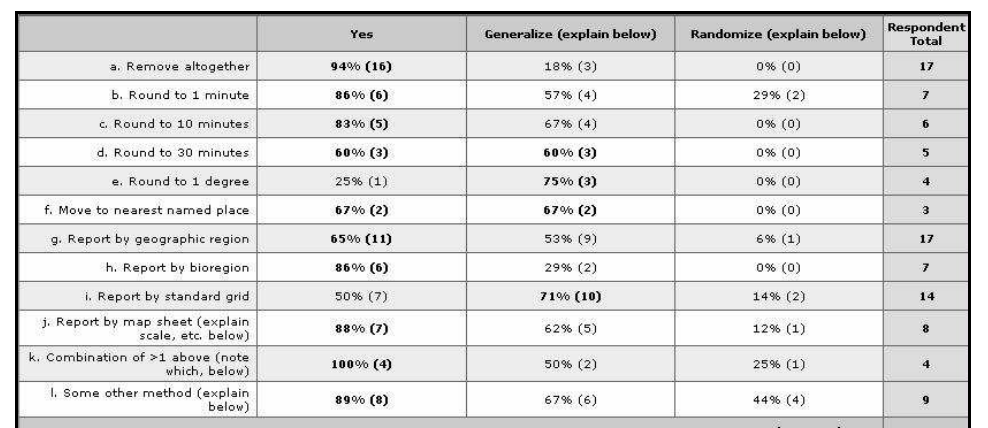 Yes Generalize (explain below) Randomize (explain below) Respondent Total
a. Remove altogether 94% (16) 18% (3) 0% (0) 17
b. Round to 1 minute 86% (6) 57% (4) 29% (2) 7
c. Round to 10 minutes 83% (5) 67% (4) 0% (0) 6
d. Round to 30 minutes 60% (3) 60% (3) 0% (0) 5
e. Round to 1 degree 25% (1) 75% (3) 0% (0) 4
f. Move to nearest named place 67% (2) 67% (2) 0% (0) 3
g. Report by geographic region 65% (11) 53% (9) 6% (1) 17
h. Report by bioregion 86% (6) 29% (2) 0% (0) 7
i. Report by standard grid 50% (7) 71% (10) 14% (2) 14
j. Report by map sheet (explain scale, etc. below) 88% (7) 62% (5) 12% (1) 8
k. Combination of >1 above (note which, below) 100% (4) 50% (2) 25% (1) 4
l. Some other method (explain below) 89% (8) 67% (6) 44% (4) 9